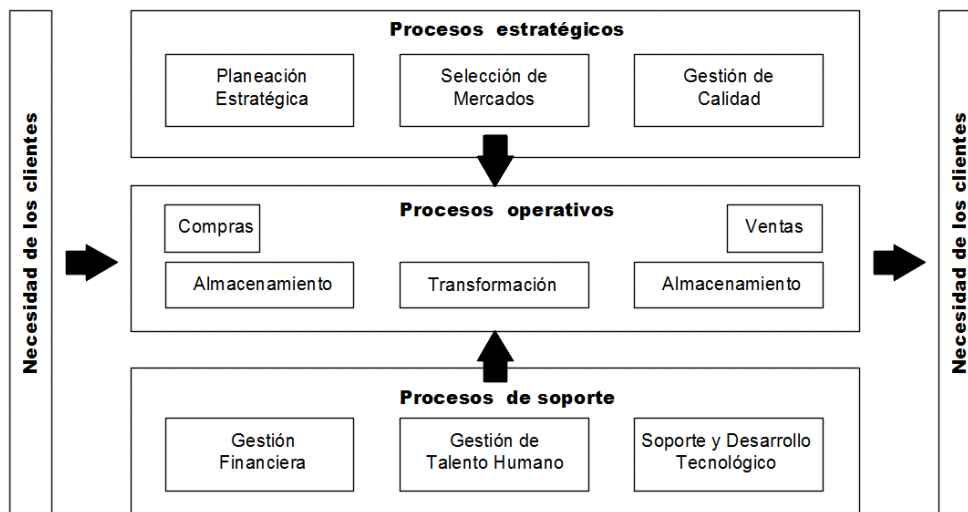 Necesidad de los clientes
Procesos estratégicos
Planeación
Estratégica
Selección de
Mercados
Gestión de
Calidad
Procesos operativos
Compras
Ventas
Almacenamiento
Transformación
Almacenamiento
Procesos de soporte
Gestión
Financiera
Gestión de
Talento Humano
Soporte y Desarrollo
Tecnológico
Necesidad de los clientes